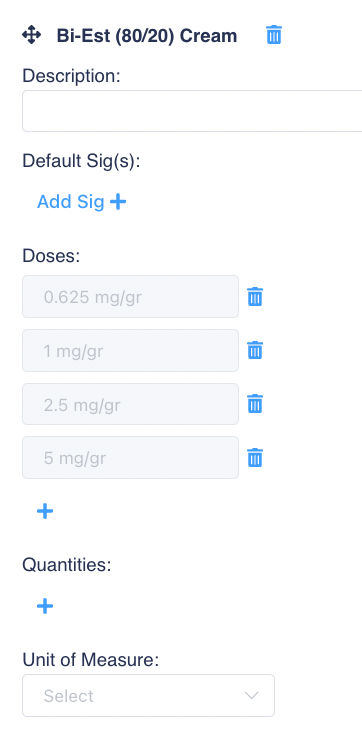 Bi-Est (80/20) Cream
Description:
Default Sig(s):
Add Sig +
Doses:
0.625 mg/gr
1 mg/gr
2.5 mg/gr
5 mg/gr
+
Quantities:
+
Unit of Measure:
Select